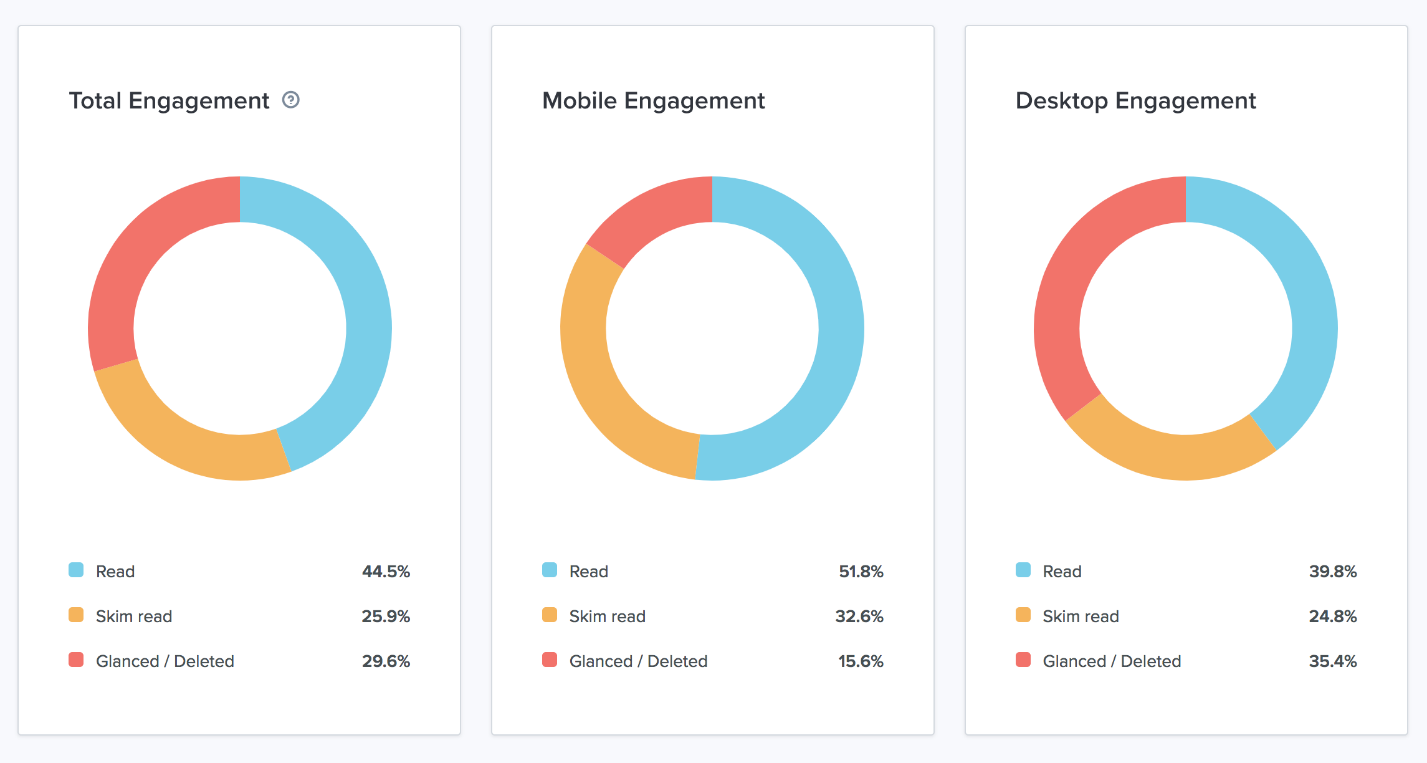 Total Engagement ?
Read 44.5%
Skim read 25.9%
Glanced / Deleted 29.6%
Mobile Engagement
Read 51.8%
Skim read 32.6%
Glanced / Deleted 15.6%
Desktop Engagement
Read 39.8%
Skim read 24.8%
Glanced / Deleted 35.4%